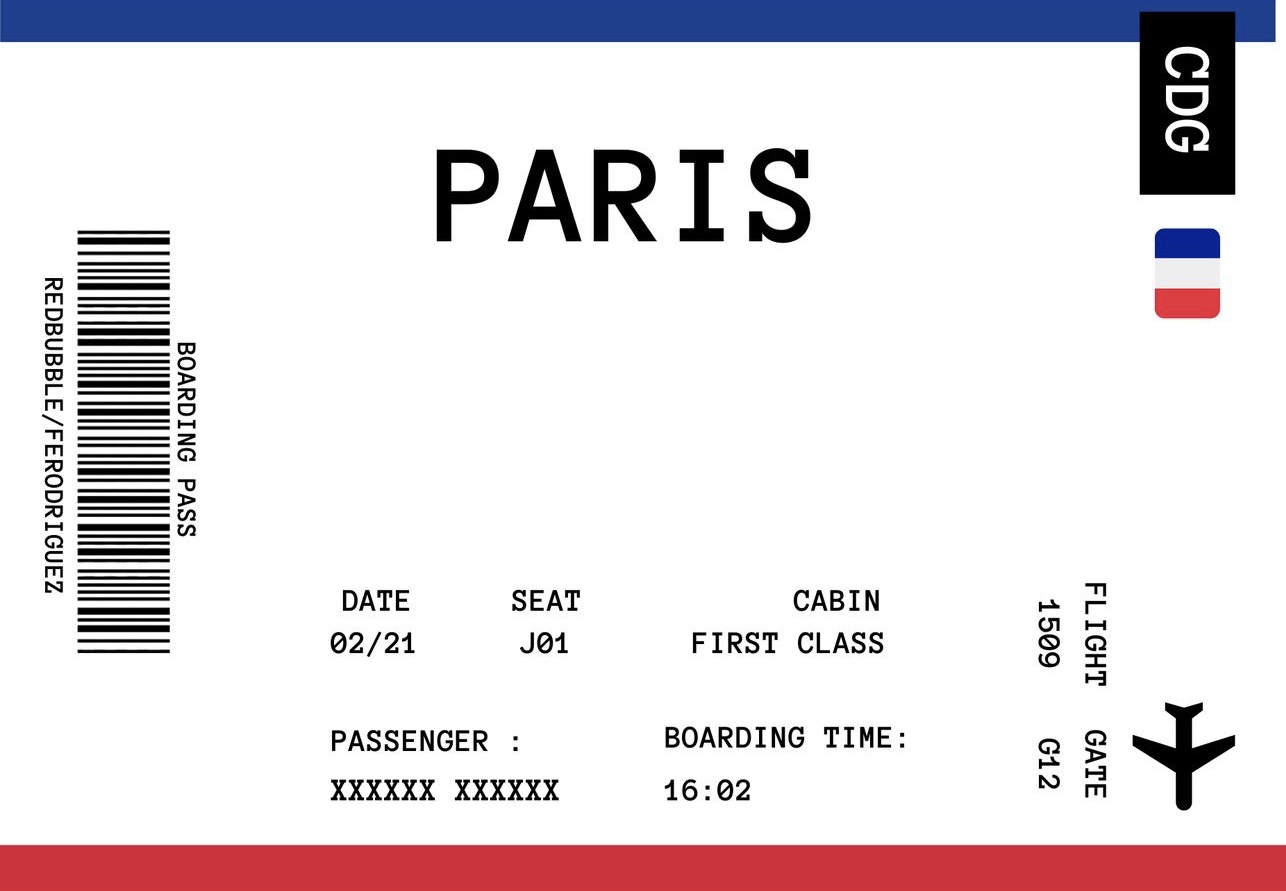 CDG
PARIS
REDBUBBLE/FERODRIGUEZ
BOARDING PASS
DATE SEAT CABIN
02/21 J01 FIRST CLASS
FLIGHT GATE
1509 G12
PASSENGER : BOARDING TIME:
XXXXXX XXXXXX 16:02